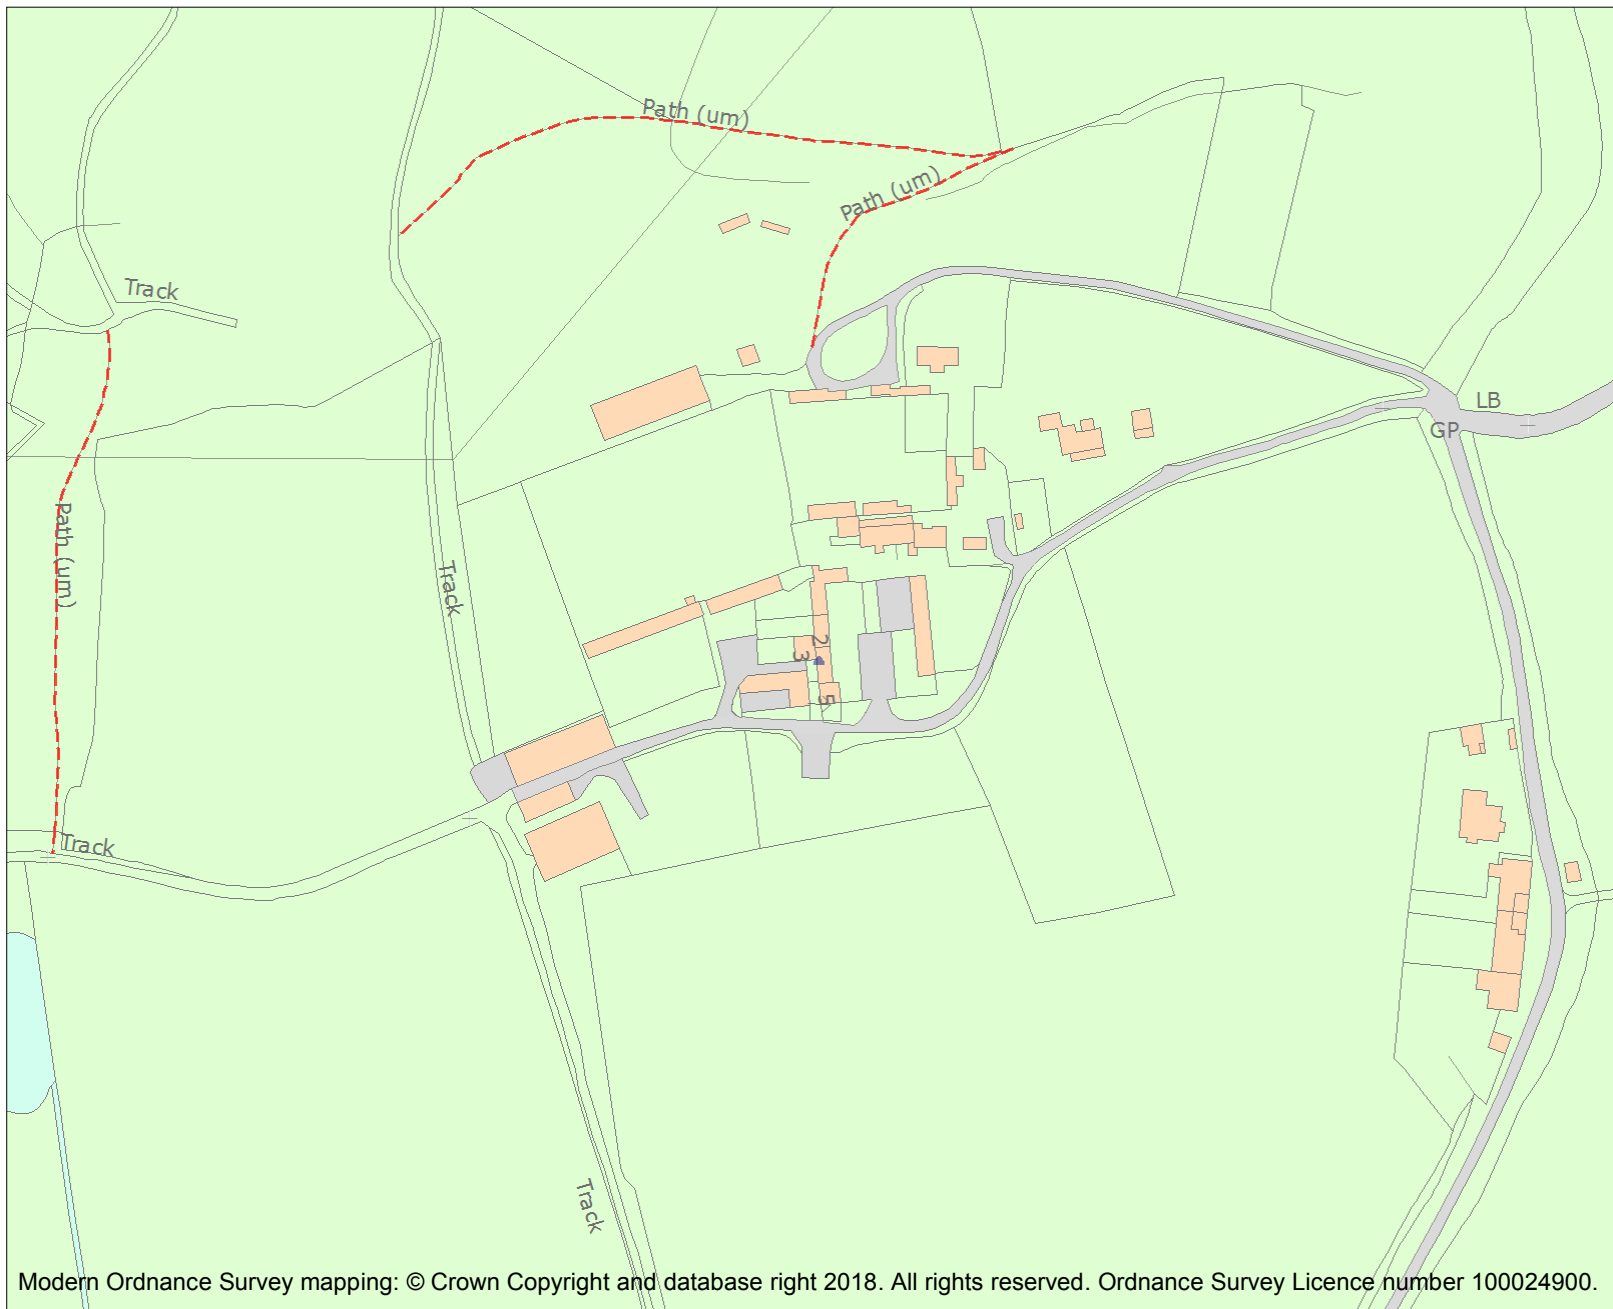 Path (um)
Path (um)
Track
LB
GP
Path (um)
Track
2
3
5
Track
Track
Modern Ordnance Survey mapping: © Crown Copyright and database right 2018. All rights reserved. Ordnance Survey Licence number 100024900.